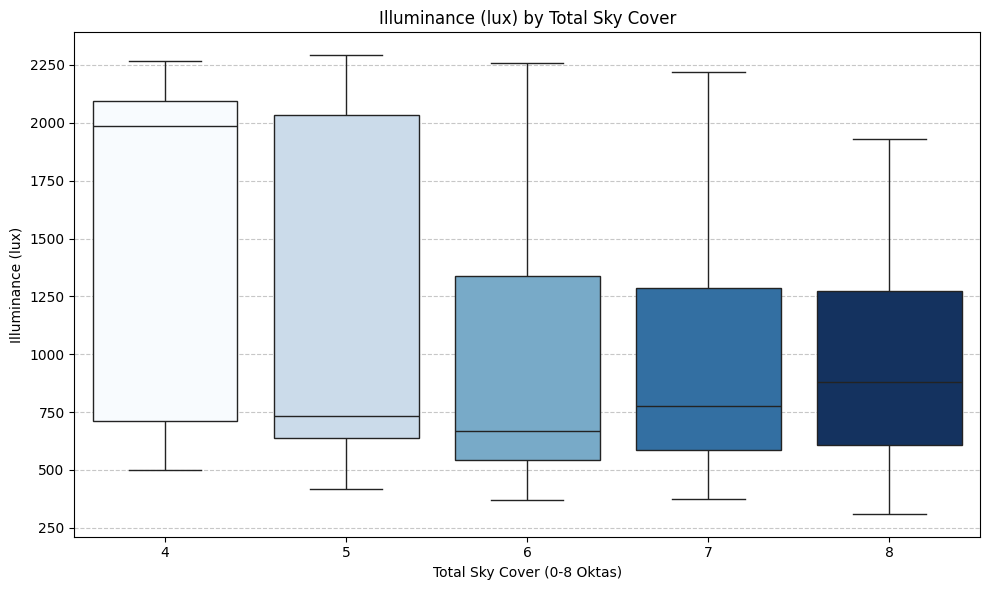 Illuminance (lux) by Total Sky Cover
Illuminance (lux)
2250
2000
1750
1500
1250
1000
750
500
250
4 5 6 7 8
Total Sky Cover (0-8 Oktas)